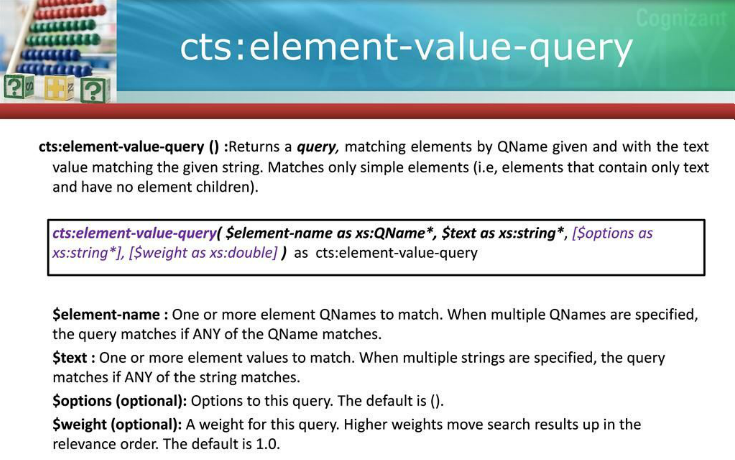 Cognizant
ACADEMY
cts:element-value-query
cts:element-value-query () :Returns a query, matching elements by QName given and with the text
value matching the given string. Matches only simple elements (i.e, elements that contain only text
and have no element children).
cts:element-value-query( $element-name as xs:QName*, $text as xs:string*, [$options as
xs:string*], [$weight as xs:double] ) as cts:element-value-query
$element-name : One or more element QNames to match. When multiple QNames are specified,
the query matches if ANY of the QName matches.
$text : One or more element values to match. When multiple strings are specified, the query
matches if ANY of the string matches.
$options (optional): Options to this query. The default is ().
$weight (optional): A weight for this query. Higher weights move search results up in the
relevance order. The default is 1.0.